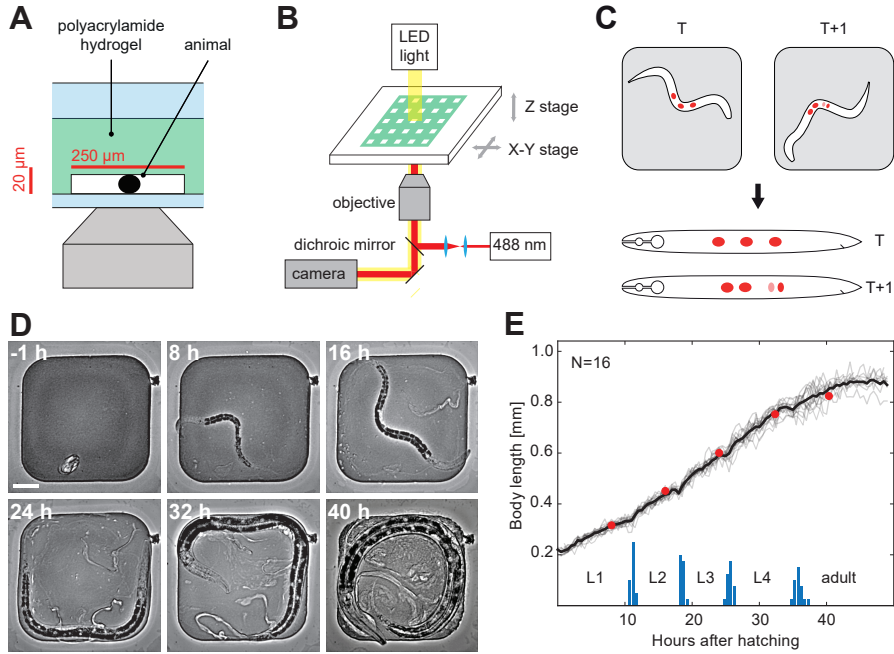 A
polyacrylamide
hydrogel
animal
250 µm
20 µm
B
LED
light
Z stage
X-Y stage
objective
dichroic mirror
488 nm
camera
C
T
T+1
T
T+1
D
-1 h
8 h
16 h
24 h
32 h
40 h
E
N=16
Body length [mm]
1.0
0.8
0.6
0.4
0.2
L1
L2
L3
L4
adult
10
20
30
40
Hours after hatching